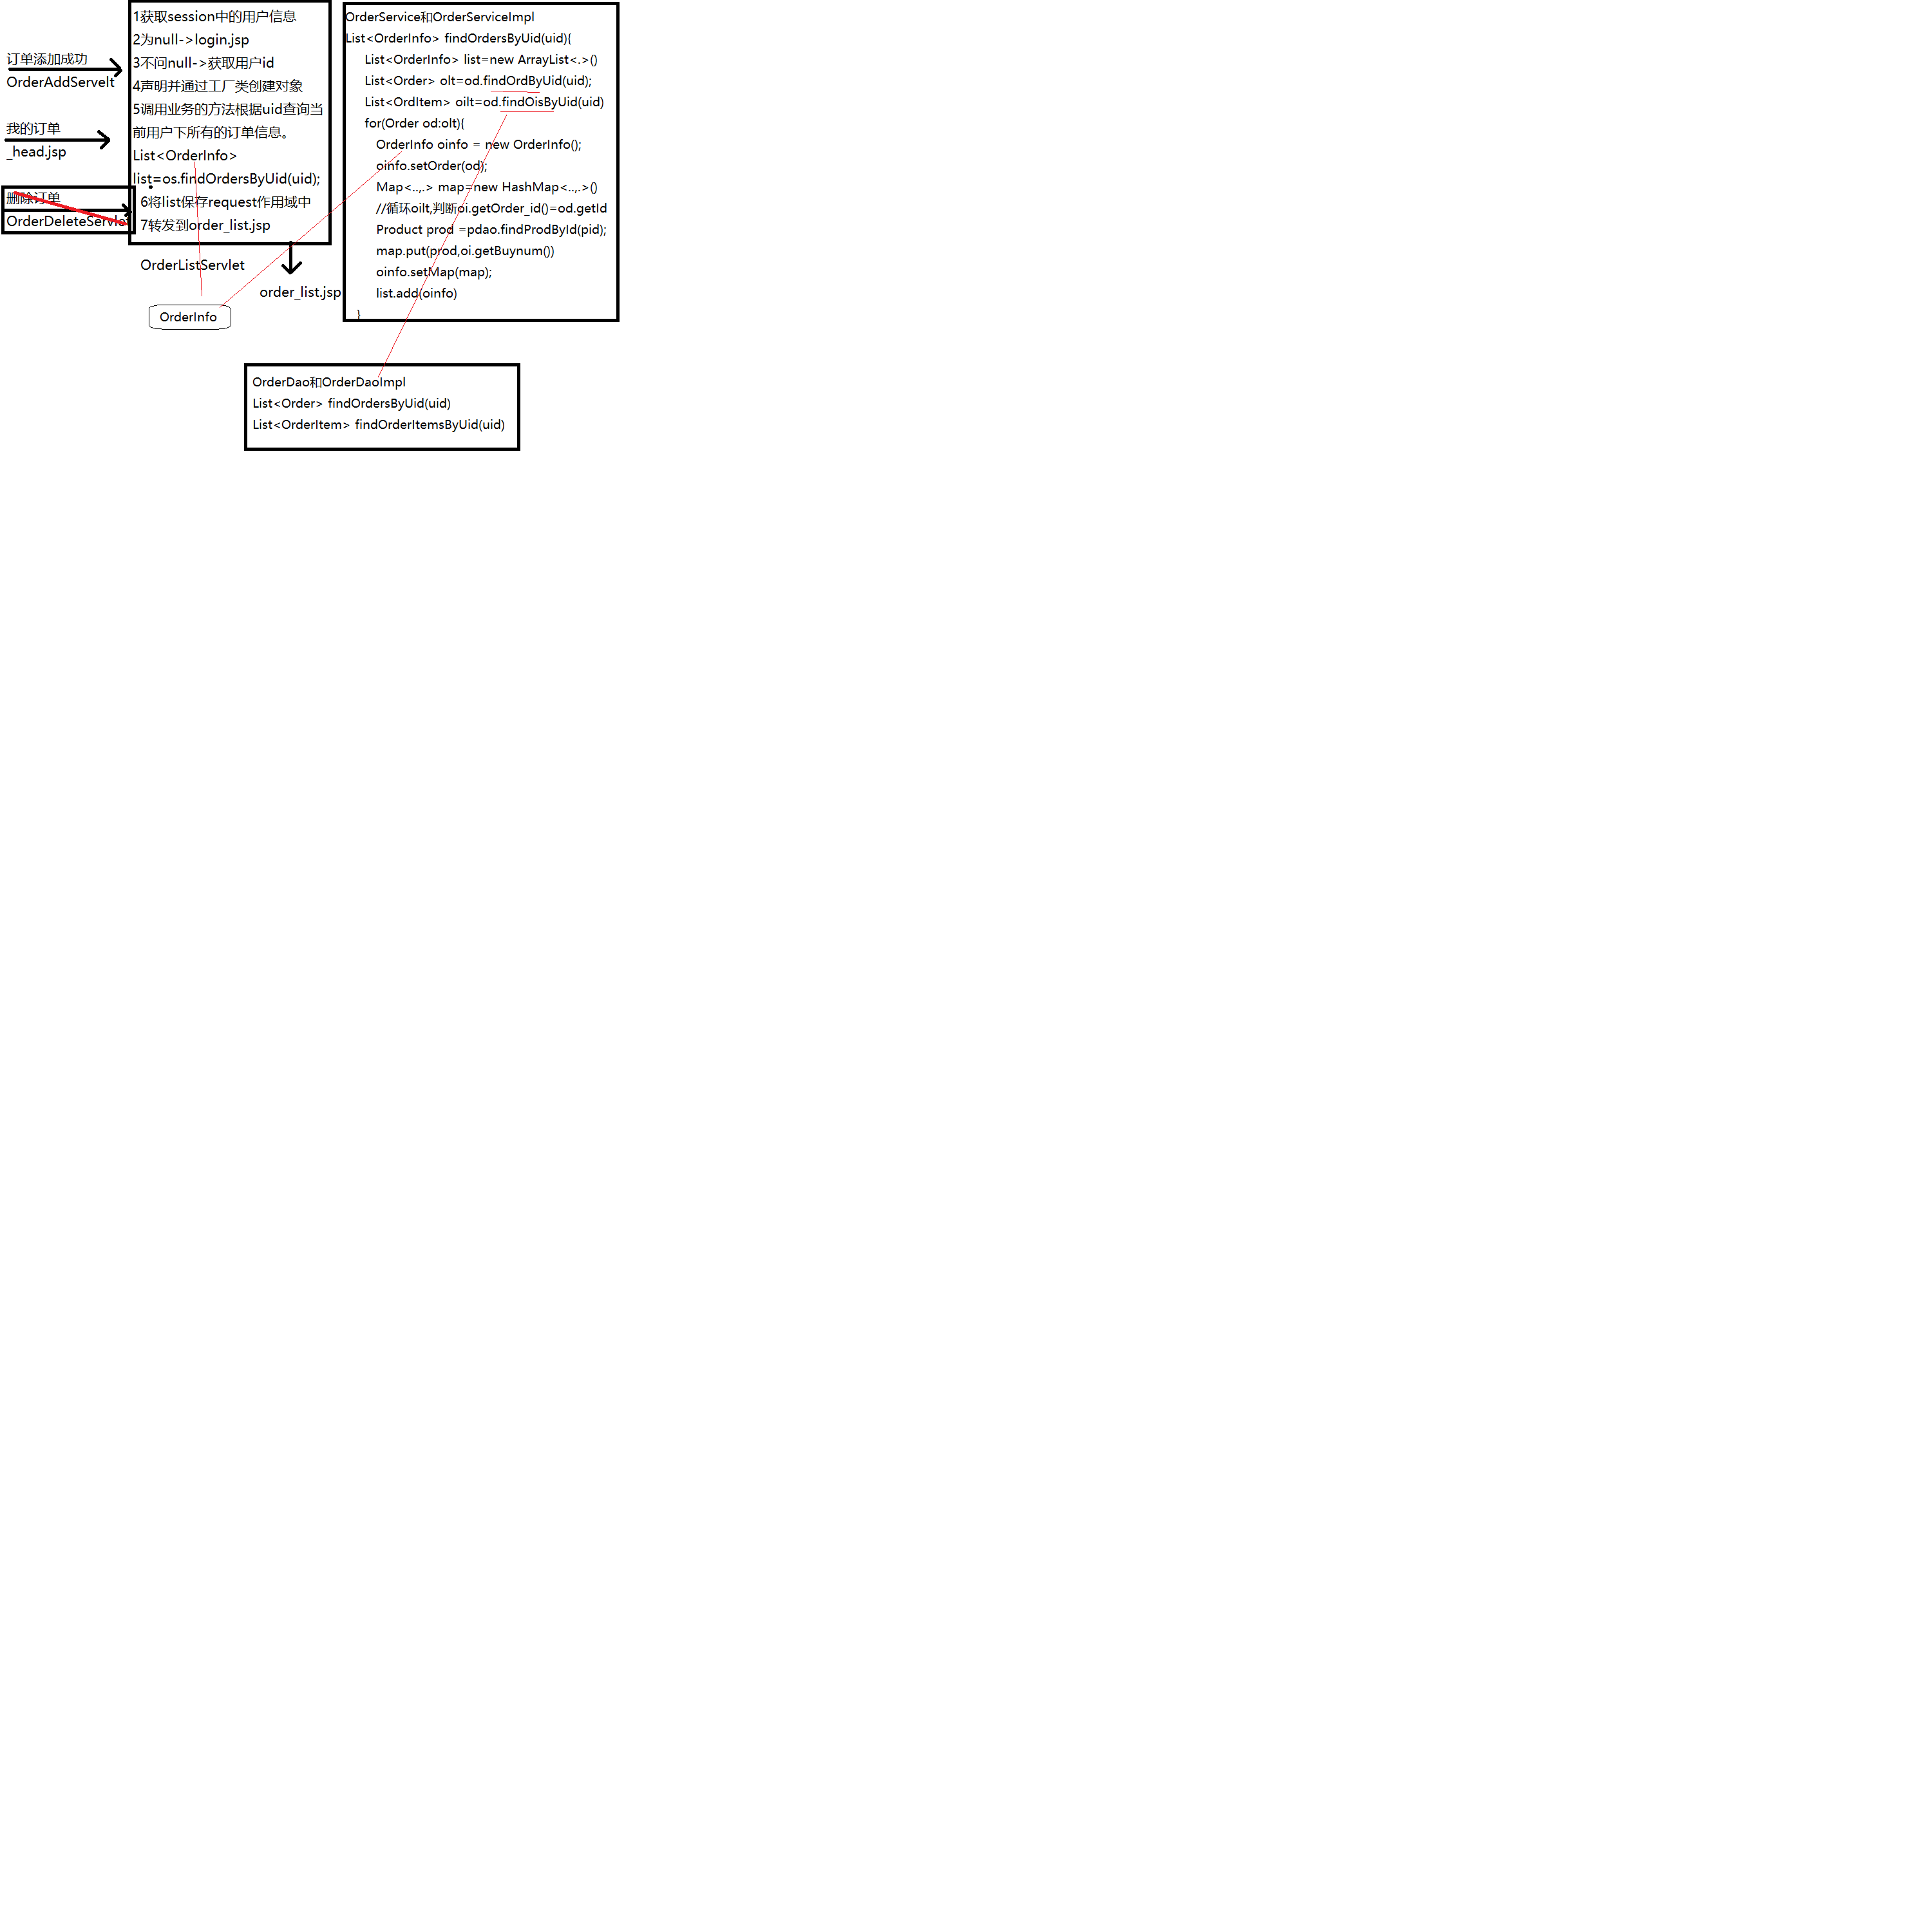 订单添加成功
OrderAddServelt
我的订单
_head.jsp
删除订单
OrderDeleteServlet
1获取session中的用户信息
2为null->login.jsp
3不问null->获取用户id
4声明并通过工厂类创建对象
5调用业务的方法根据uid查询当
前用户下所有的订单信息。
List<OrderInfo>
list=os.findOrdersByUid(uid);
6将list保存request作用域中
7转发到order_list.jsp
OrderListServlet
order_list.jsp
OrderInfo
OrderService和OrderServiceImpl
List<OrderInfo> findOrdersByUid(uid){
List<OrderInfo> list=new ArrayList<.>()
List<Order> olt=od.findOrdByUid(uid);
List<OrdItem> oilt=od.findOisByUid(uid)
for(Order od:olt){
OrderInfo oinfo = new OrderInfo();
oinfo.setOrder(od);
Map<..,.> map=new HashMap<..,.>()
//循环oilt,判断oi.getOrder_id()=od.getId
Product prod =pdao.findProdById(pid);
map.put(prod,oi.getBuynum())
oinfo.setMap(map);
list.add(oinfo)
}
OrderDao和OrderDaoImpl
List<Order> findOrdersByUid(uid)
List<OrderItem> findOrderItemsByUid(uid)